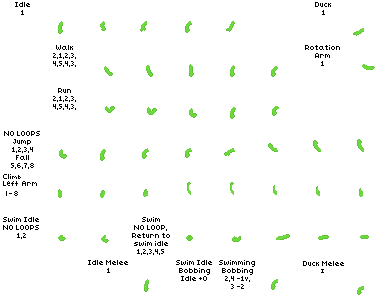 Idle
1
Duck
1
Walk
2,1,2,3,
4,5,4,3,
Rotation
Arm
1
Run
2,1,2,3,
4,5,4,3,
NO LOOPS
Jump
1,2,3,4
Fall
5,6,7,8
Climb
Left Arm
1-8
Swim Idle
NO LOOPS
1,2
Swim
NO LOOP,
Return to
swim idle
1,2,3,4,5
Swim Idle
Bobbing
Idle +0
Swimming
Bobbing
2,4 -1v,
3 -2
Idle Melee
1
Duck Melee
1